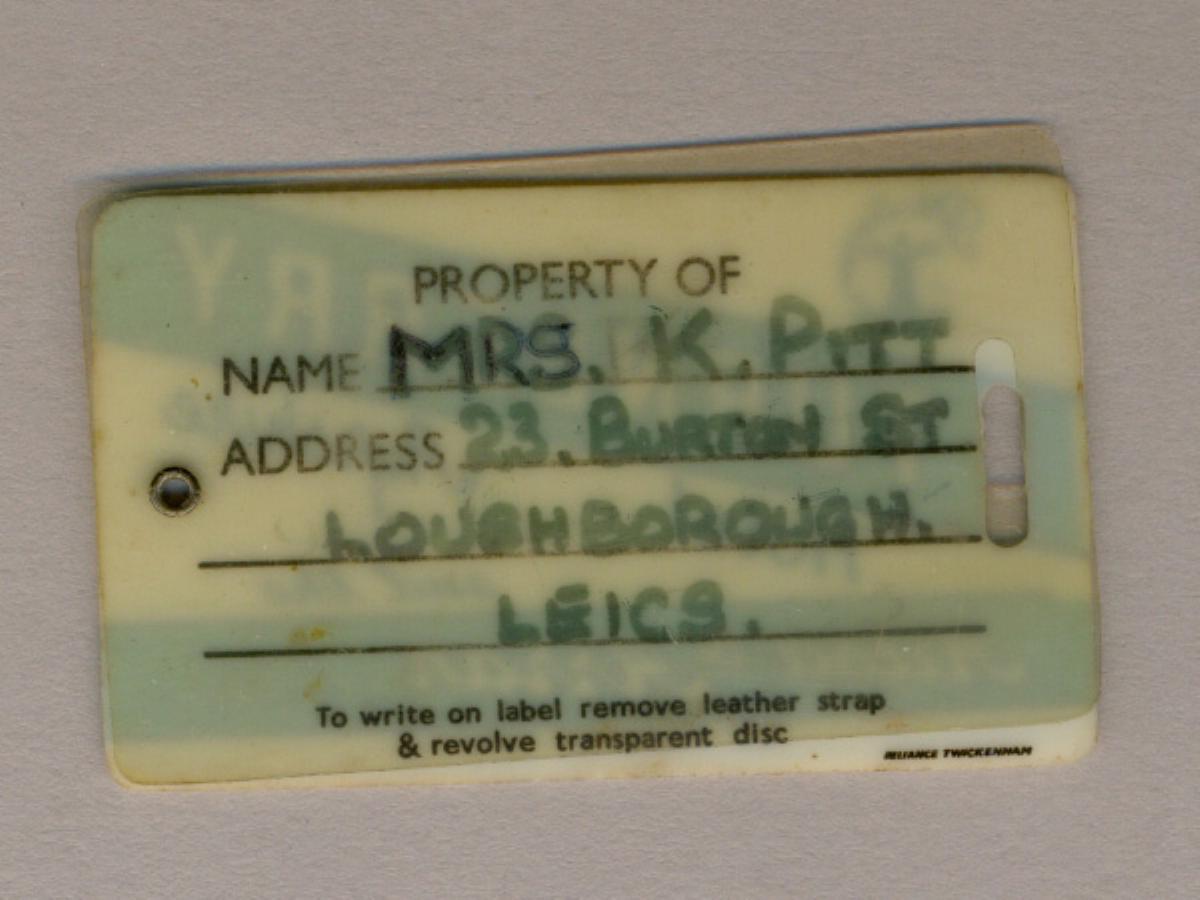 PROPERTY OF
NAME MRS. K. PITT
ADDRESS 23. BURTON ST
LOUGHBOROUGH.
LEICS.
To write on label remove leather strap
& revolve transparent disc
RELIANCE TWICKENHAM